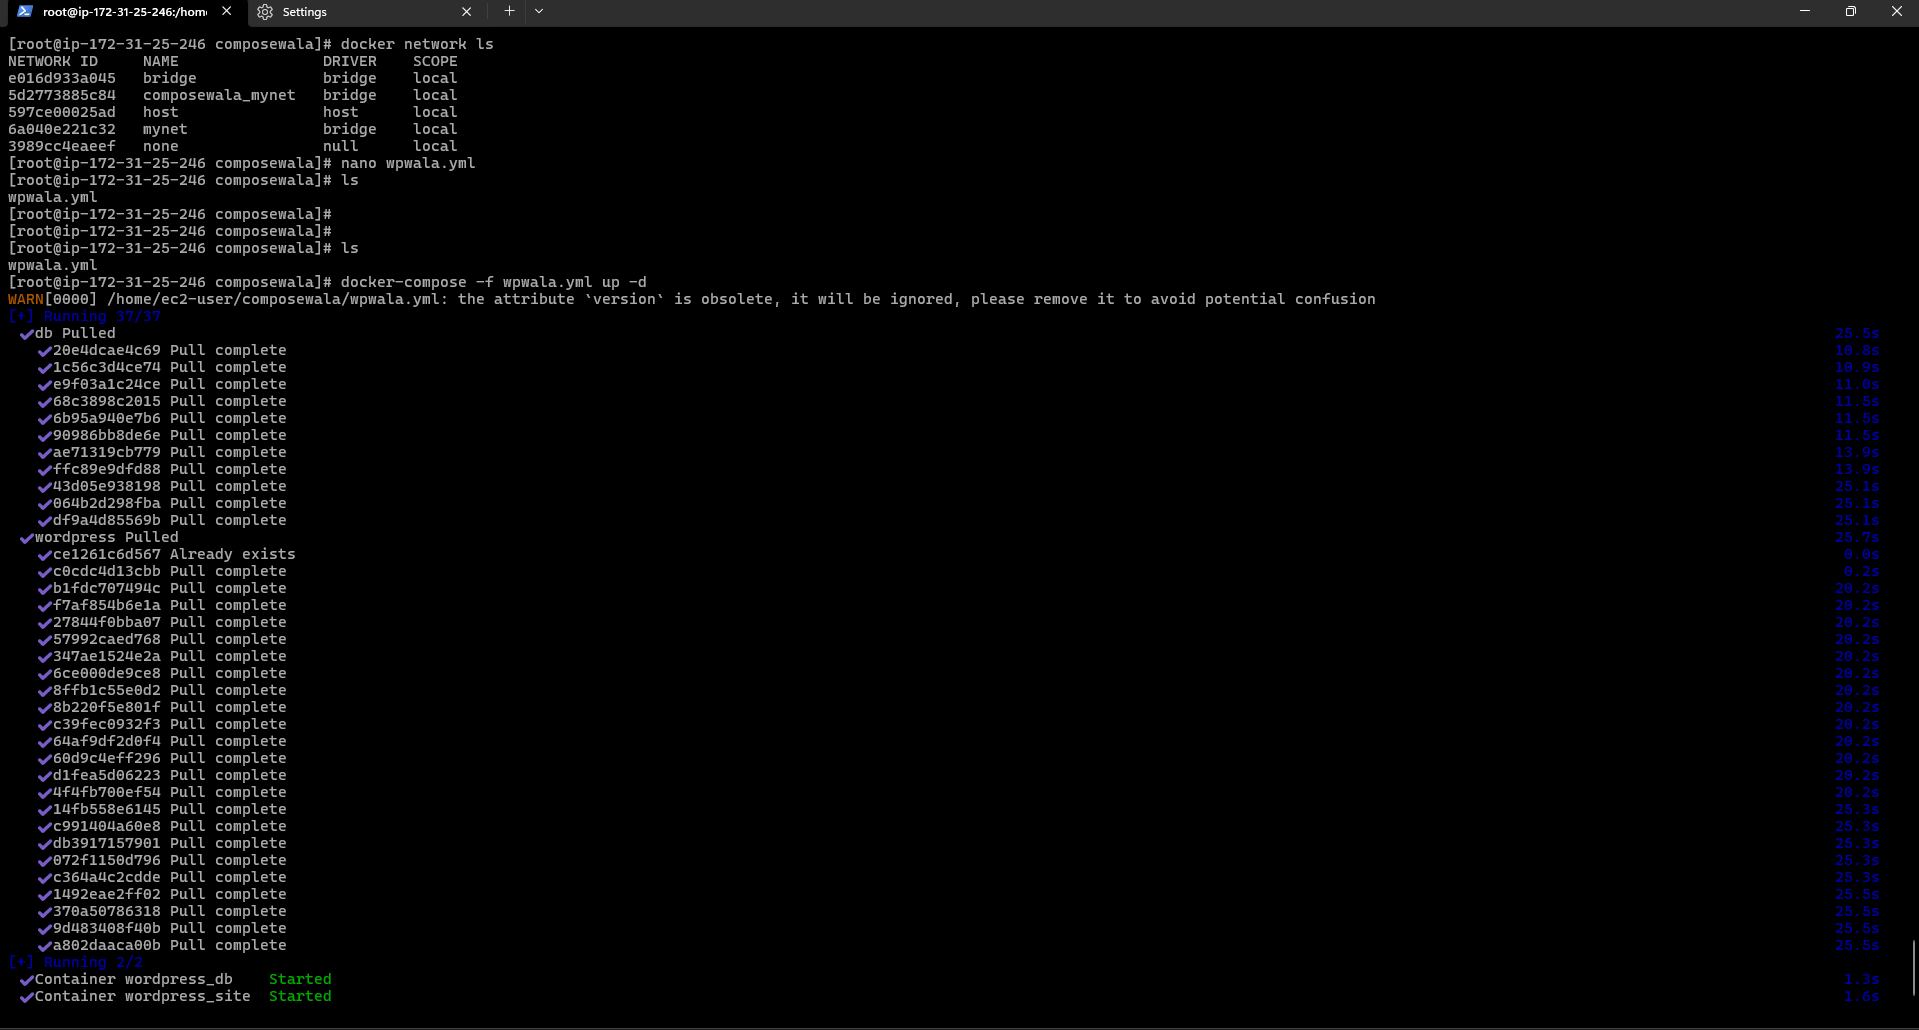 root@ip-172-31-25-246:/hom
Settings
[root@ip-172-31-25-246 composewala]# docker network ls
NETWORK ID     NAME                DRIVER    SCOPE
e016d933a045   bridge              bridge    local
5d2773885c84   composewala_mynet   bridge    local
597ce00025ad   host                host      local
6a040e221c32   mynet               bridge    local
3989cc4eaeef   none                null      local
[root@ip-172-31-25-246 composewala]# nano wpwala.yml
[root@ip-172-31-25-246 composewala]# ls
wpwala.yml
[root@ip-172-31-25-246 composewala]#
[root@ip-172-31-25-246 composewala]#
[root@ip-172-31-25-246 composewala]# ls
wpwala.yml
[root@ip-172-31-25-246 composewala]# docker-compose -f wpwala.yml up -d
WARN[0000] /home/ec2-user/composewala/wpwala.yml: the attribute `version` is obsolete, it will be ignored, please remove it to avoid potential confusion
[+] Running 37/37
✔db Pulled 25.5s
✔20e4dcae4c69 Pull complete 10.8s
✔1c56c3d4ce74 Pull complete 10.9s
✔e9f03a1c24ce Pull complete 11.0s
✔68c3898c2015 Pull complete 11.5s
✔6b95a940e7b6 Pull complete 11.5s
✔90986bb8de6e Pull complete 11.5s
✔ae71319cb779 Pull complete 13.9s
✔ffc89e9dfd88 Pull complete 13.9s
✔43d05e938198 Pull complete 25.1s
✔064b2d298fba Pull complete 25.1s
✔df9a4d85569b Pull complete 25.1s
✔wordpress Pulled 25.7s
✔ce1261c6d567 Already exists 0.0s
✔c0cdc4d13cbb Pull complete 0.2s
✔b1fdc707494c Pull complete 20.2s
✔f7af854b6e1a Pull complete 20.2s
✔27844f0bba07 Pull complete 20.2s
✔57992caed768 Pull complete 20.2s
✔347ae1524e2a Pull complete 20.2s
✔6ce000de9ce8 Pull complete 20.2s
✔8ffb1c55e0d2 Pull complete 20.2s
✔8b220f5e801f Pull complete 20.2s
✔c39fec0932f3 Pull complete 20.2s
✔64af9df2d0f4 Pull complete 20.2s
✔60d9c4eff296 Pull complete 20.2s
✔d1fea5d06223 Pull complete 20.2s
✔4f4fb700ef54 Pull complete 20.2s
✔14fb558e6145 Pull complete 25.3s
✔c991404a60e8 Pull complete 25.3s
✔db3917157901 Pull complete 25.3s
✔072f1150d796 Pull complete 25.3s
✔c364a4c2cdde Pull complete 25.3s
✔1492eae2ff02 Pull complete 25.5s
✔370a50786318 Pull complete 25.5s
✔9d483408f40b Pull complete 25.5s
✔a802daaca00b Pull complete 25.5s
[+] Running 2/2
✔Container wordpress_db    Started 1.3s
✔Container wordpress_site  Started 1.6s